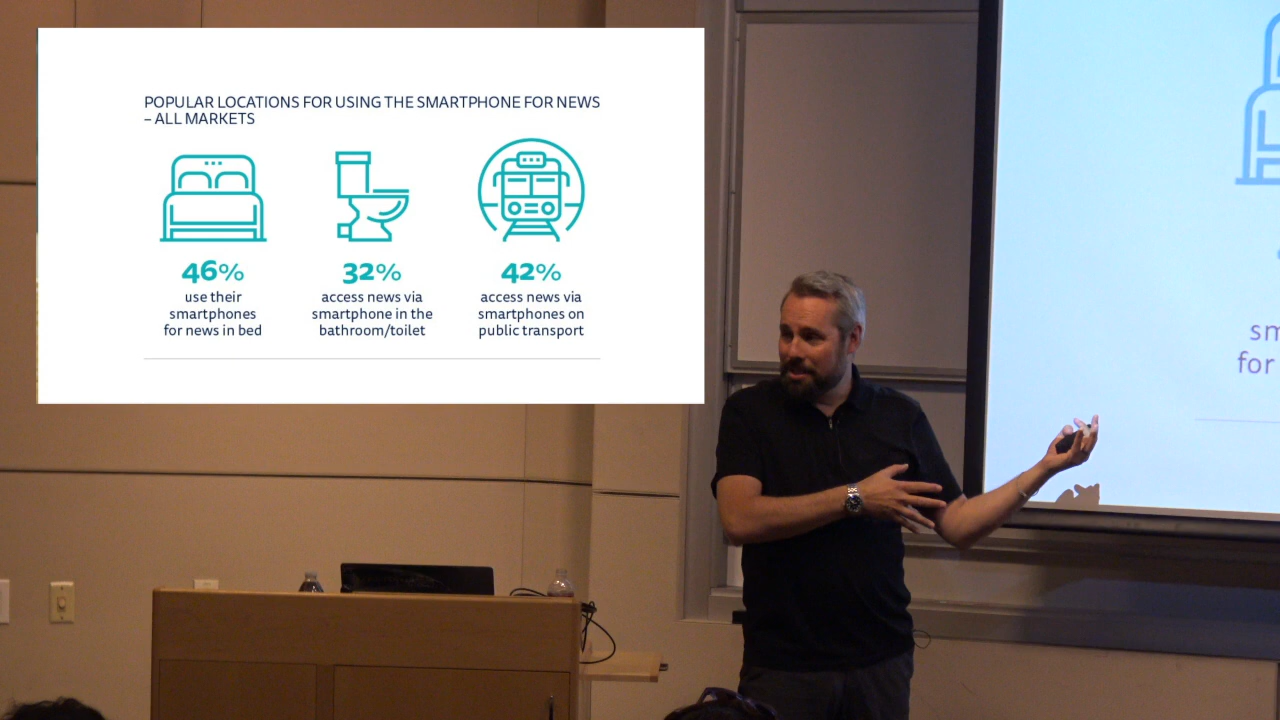 POPULAR LOCATIONS FOR USING THE SMARTPHONE FOR NEWS
– ALL MARKETS
46%
use their
smartphones
for news in bed
32%
access news via
smartphone in the
bathroom/toilet
42%
access news via
smartphones on
public transport
sm
for